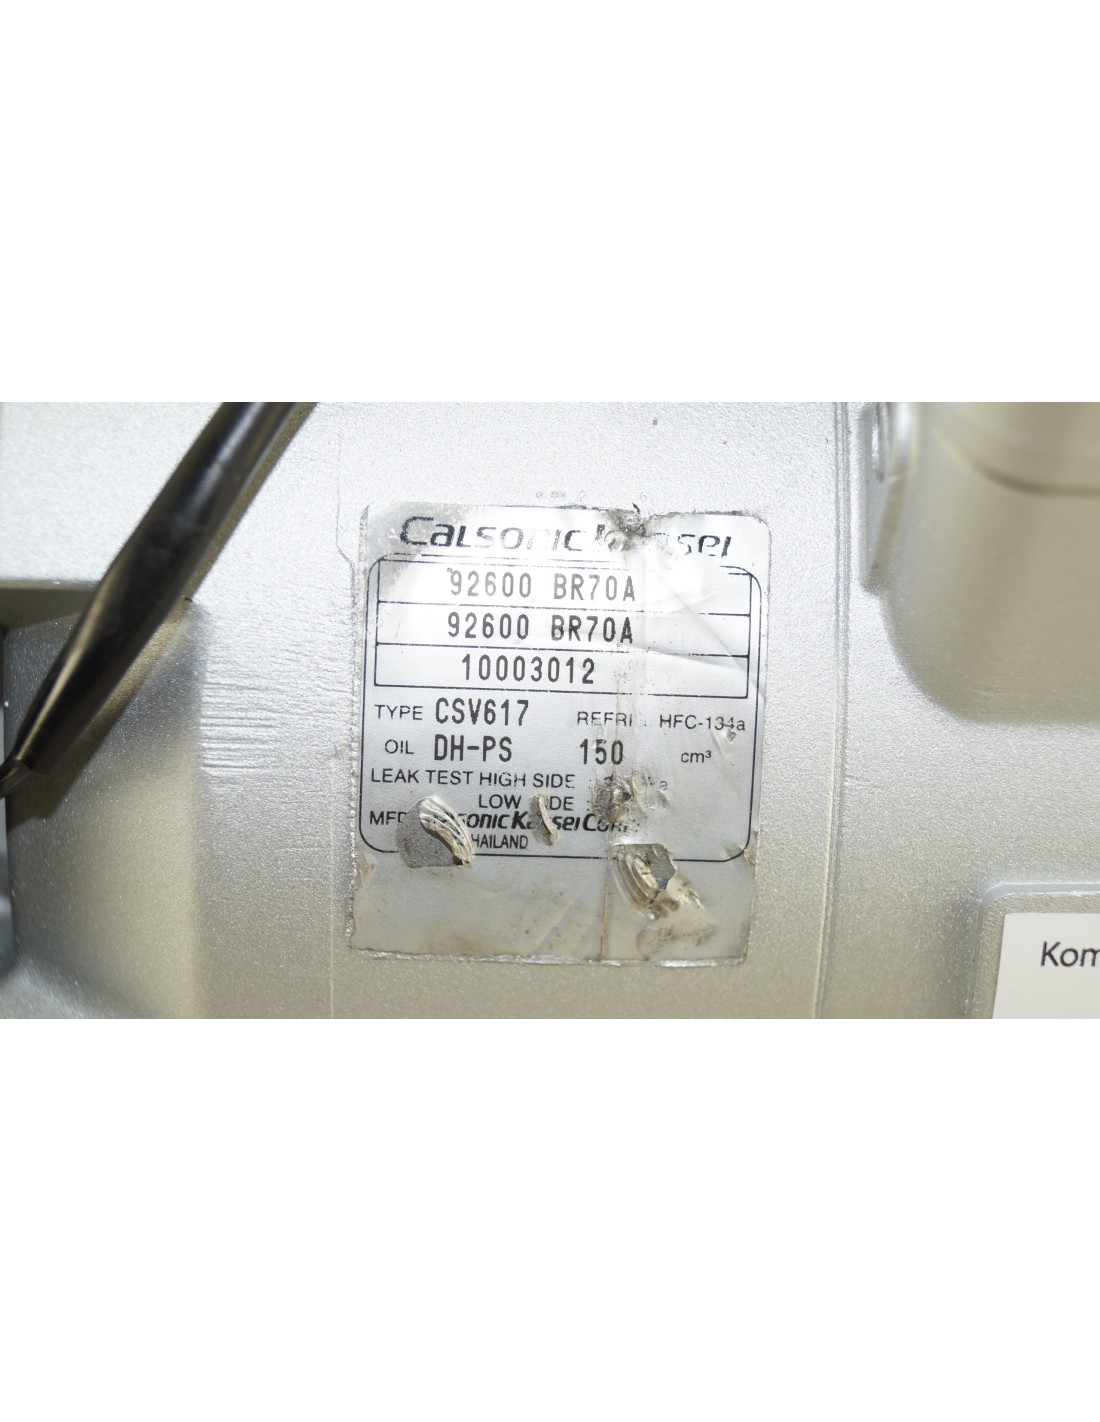 Calsonic Kansei
92600 BR70A
92600 BR70A
10003012
TYPE CSV617 HFC-134a
OIL DH-PS 150 cm³
LEAK TEST HIGH SIDE
LOW
Kom